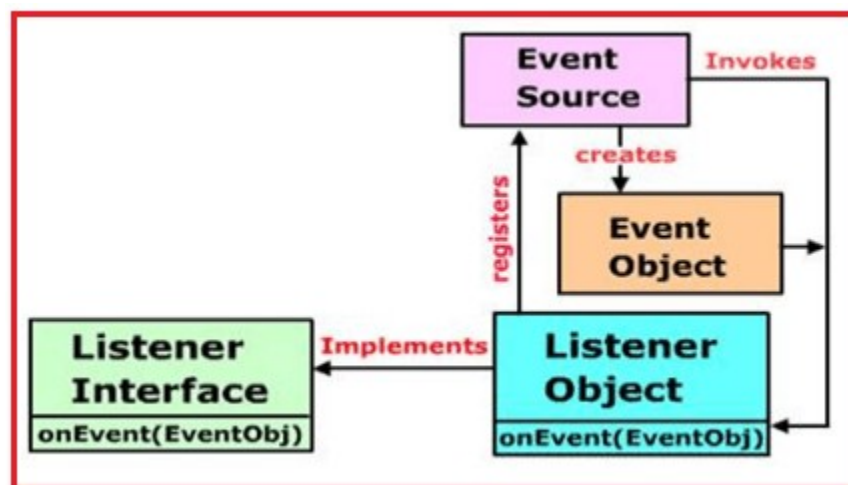 Event
Source
Invokes
creates
registers
Event
Object
Listener
Interface
onEvent(EventObj)
Implements
Listener
Object
onEvent(EventObj)